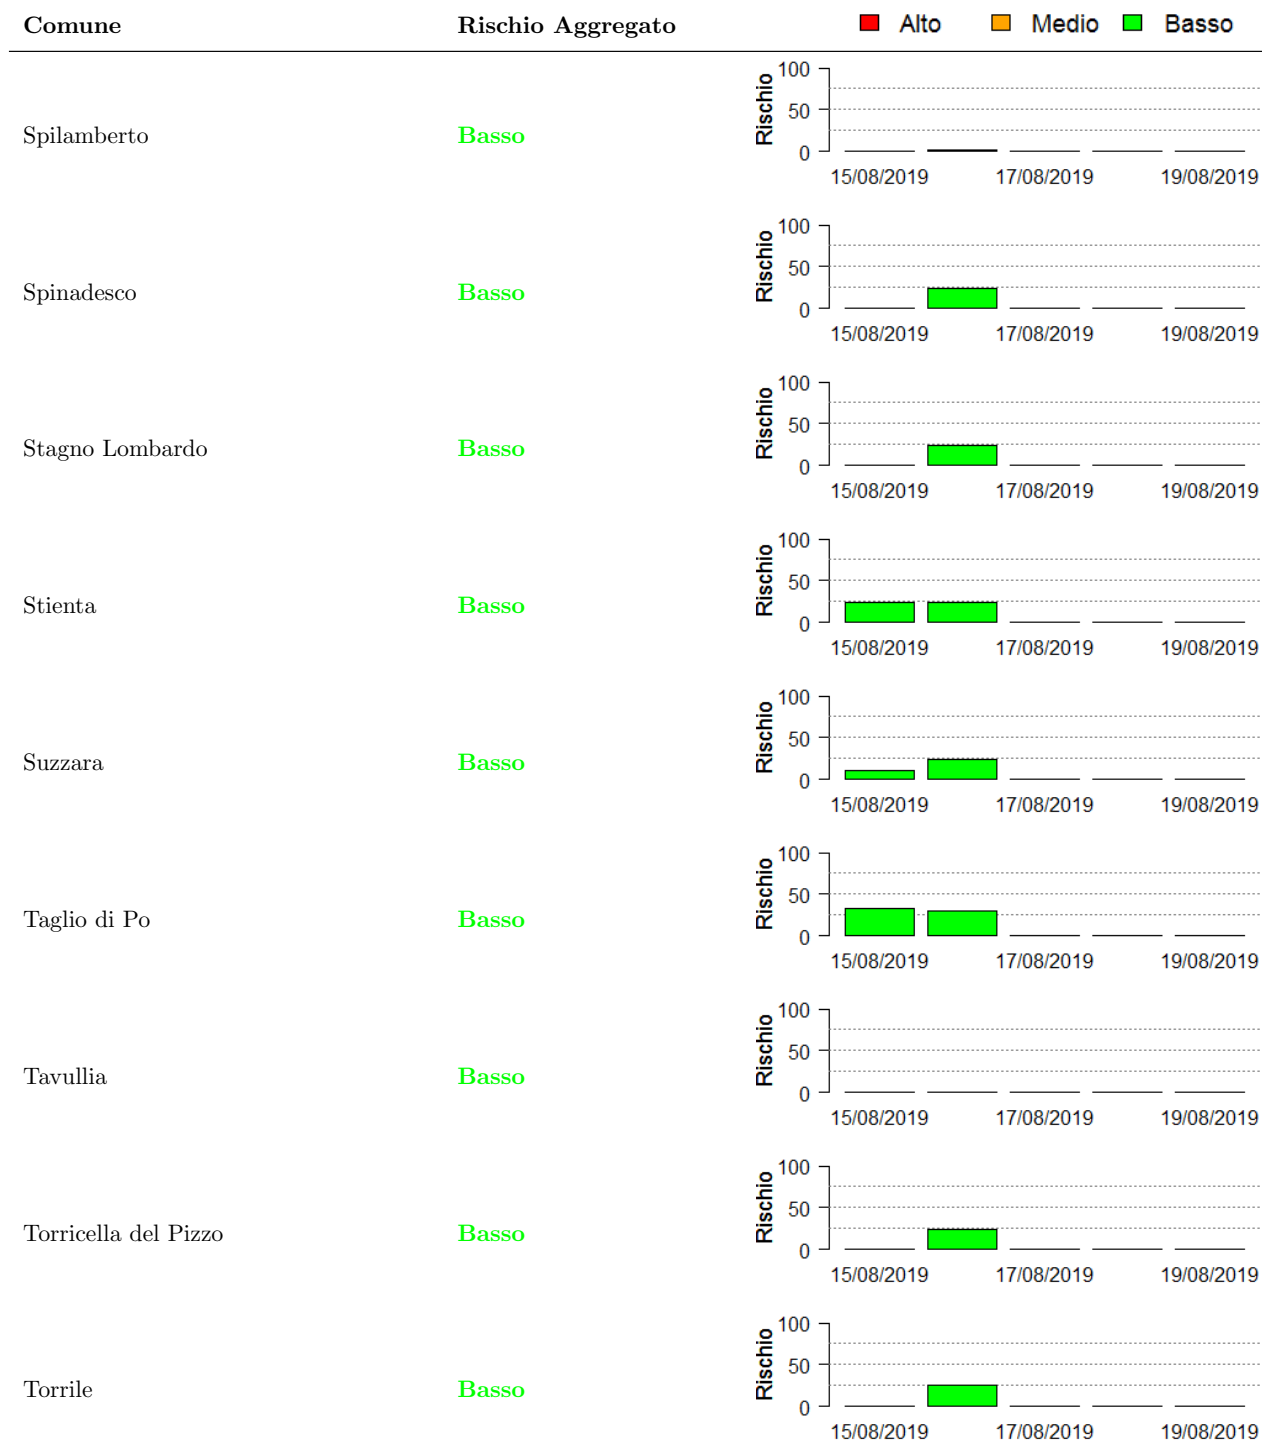 Comune Rischio Aggregato Alto Medio Basso
Spilamberto Basso Rischio 100 50 0
15/08/2019 17/08/2019 19/08/2019
Spinadesco Basso Rischio 100 50 0
15/08/2019 17/08/2019 19/08/2019
Stagno Lombardo Basso Rischio 100 50 0
15/08/2019 17/08/2019 19/08/2019
Stienta Basso Rischio 100 50 0
15/08/2019 17/08/2019 19/08/2019
Suzzara Basso Rischio 100 50 0
15/08/2019 17/08/2019 19/08/2019
Taglio di Po Basso Rischio 100 50 0
15/08/2019 17/08/2019 19/08/2019
Tavullia Basso Rischio 100 50 0
15/08/2019 17/08/2019 19/08/2019
Torricella del Pizzo Basso Rischio 100 50 0
15/08/2019 17/08/2019 19/08/2019
Torrile Basso Rischio 100 50 0
15/08/2019 17/08/2019 19/08/2019